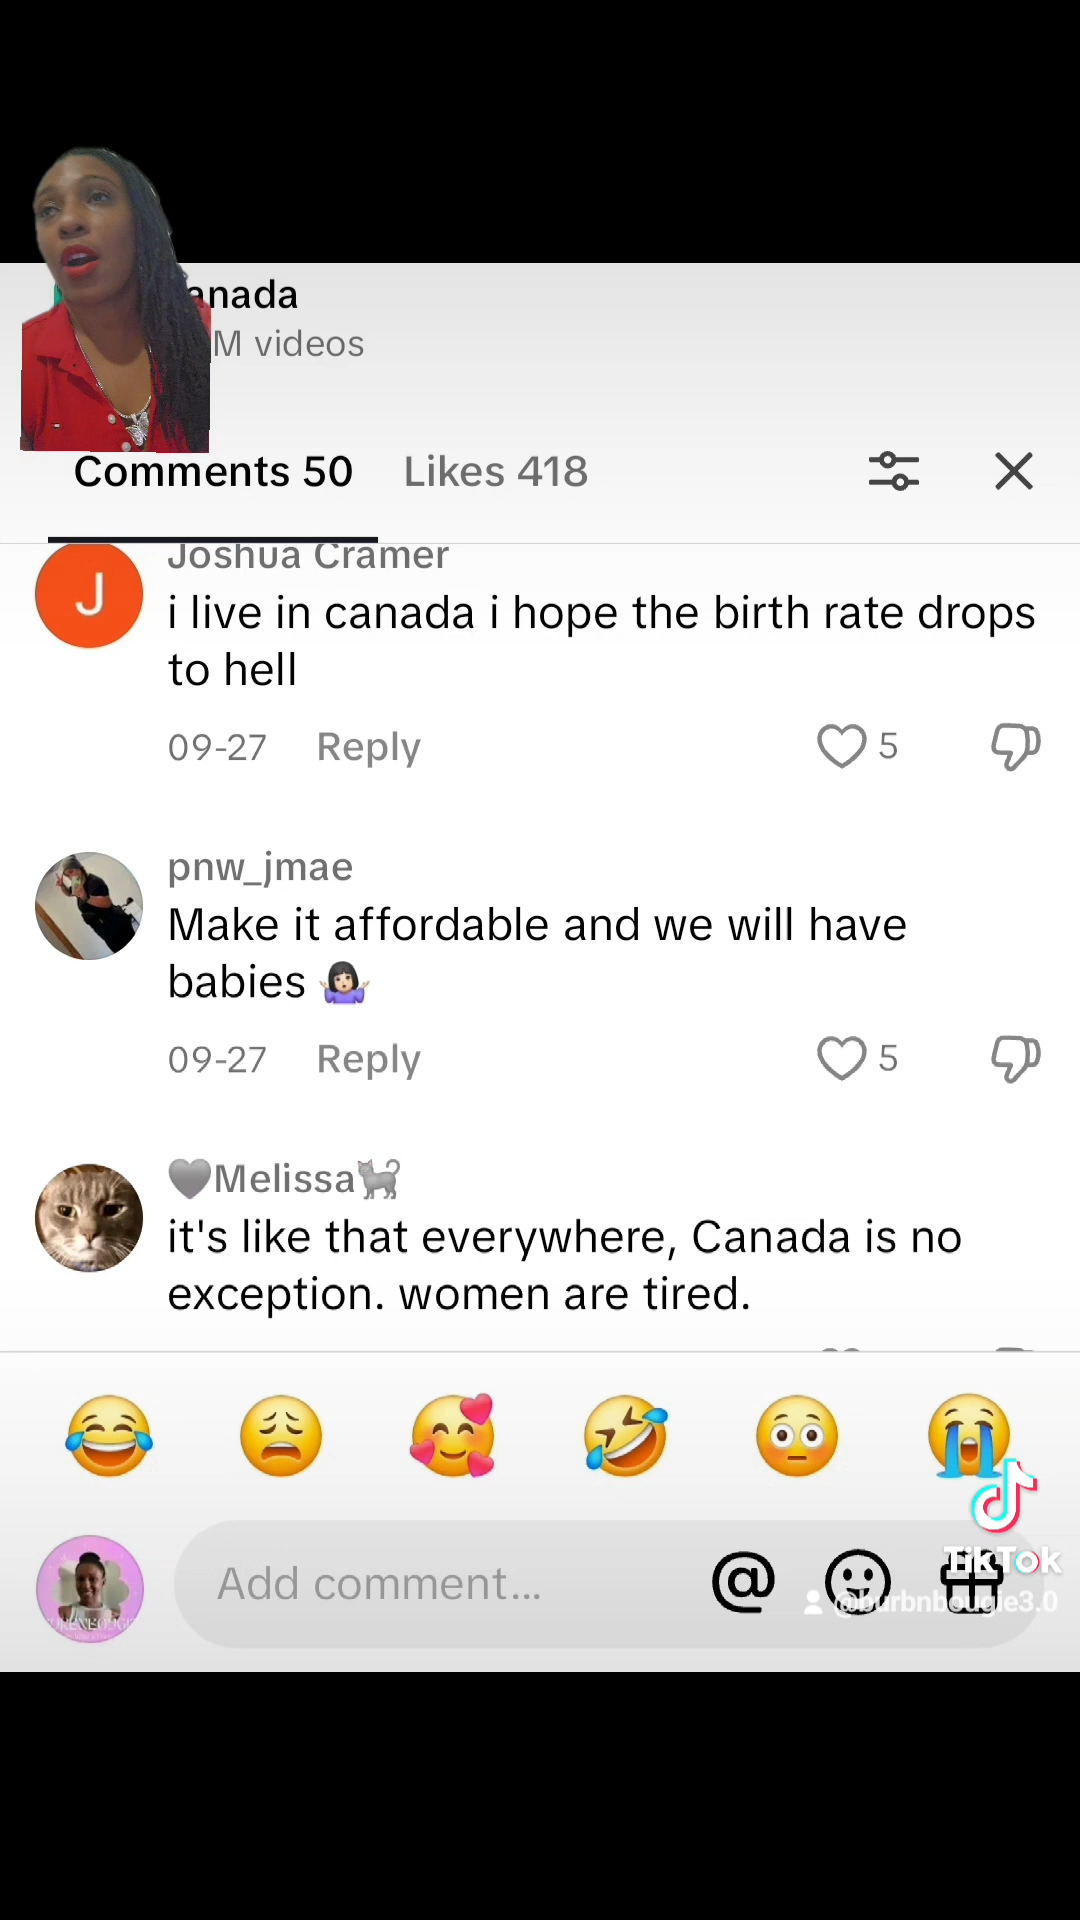 anada
M videos
Comments 50 Likes 418
Joshua Cramer
J
i live in canada i hope the birth rate drops
to hell
09-27 Reply 5
pnw_jmae
Make it affordable and we will have
babies 🤷🏻‍♀️
09-27 Reply 5
🩶Melissa🐈
it's like that everywhere, Canada is no
exception. women are tired.
😂 😩 🥰 🤣 😳 😭
Add comment... @
TikTok
@burbnbougie3.0